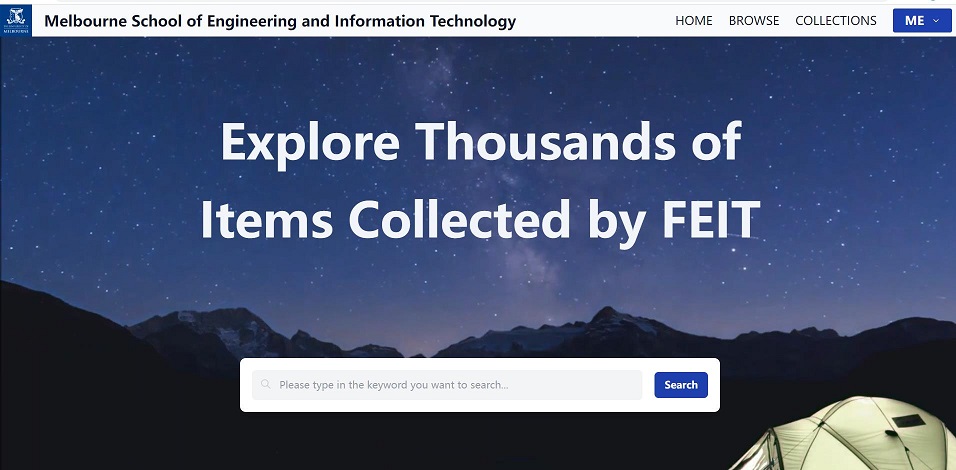 MELBOURNE
Melbourne School of Engineering and Information Technology
HOME
BROWSE
COLLECTIONS
ME
Explore Thousands of
Items Collected by FEIT
Please type in the keyword you want to search...
Search